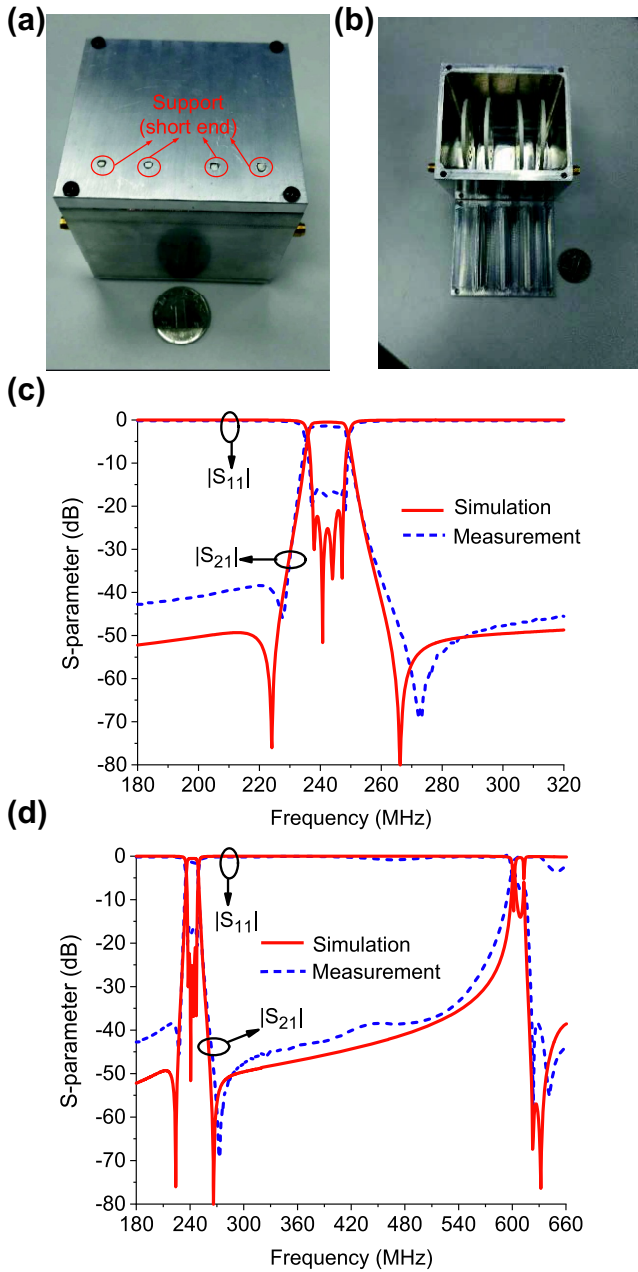 (a)
Support
(short end)
(b)
(c)
0
-10
-20
-30
-40
-50
-60
-70
-80
S-parameter (dB)
|S11|
|S21|
Simulation
Measurement
180 200 220 240 260 280 300 320
Frequency (MHz)
(d)
0
-10
-20
-30
-40
-50
-60
-70
-80
S-parameter (dB)
|S11|
Simulation
Measurement
|S21|
180 240 300 360 420 480 540 600 660
Frequency (MHz)